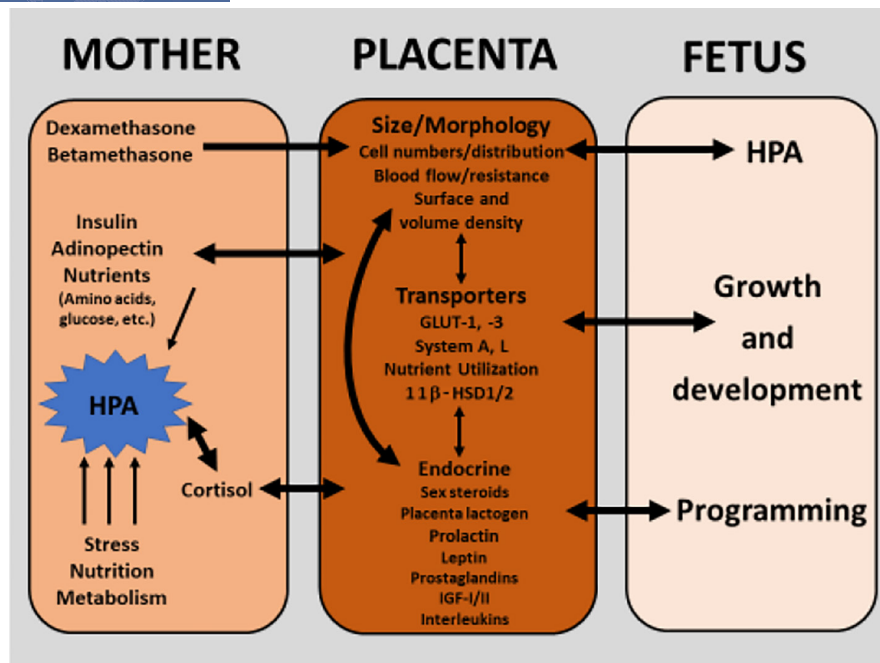 MOTHER
PLACENTA
FETUS
Dexamethasone
Betamethasone
Insulin
Adinopectin
Nutrients
(Amino acids,
glucose, etc.)
HPA
Cortisol
Stress
Nutrition
Metabolism
Size/Morphology
Cell numbers/distribution
Blood flow/resistance
Surface and
volume density
Transporters
GLUT-1, -3
System A, L
Nutrient Utilization
11β-HSD1/2
Endocrine
Sex steroids
Placenta lactogen
Prolactin
Leptin
Prostaglandins
IGF-I/II
Interleukins
HPA
Growth
and
development
Programming